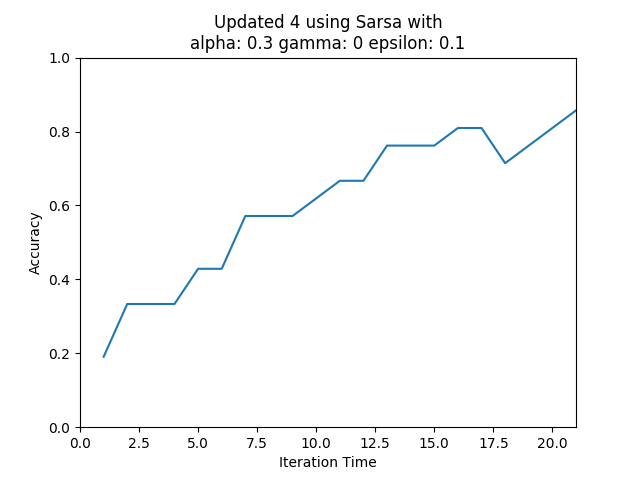 Updated 4 using Sarsa with
alpha: 0.3 gamma: 0 epsilon: 0.1
1.0
0.8
0.6
0.4
0.2
0.0
Accuracy
0.0 2.5 5.0 7.5 10.0 12.5 15.0 17.5 20.0
Iteration Time